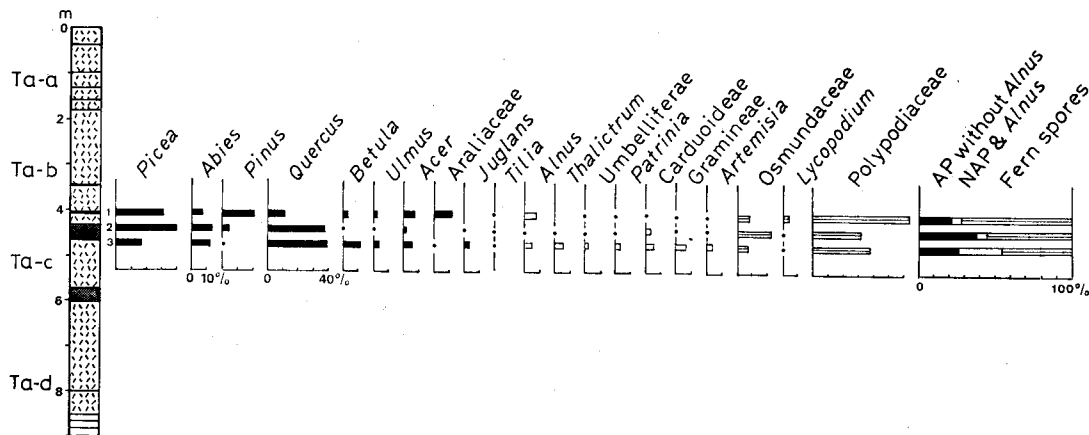 m
0
Ta-a
2
Ta-b
4
Ta-c
6
Ta-d
8
1
2
3
Picea
Abies
Pinus
Quercus
Betula
Ulmus
Acer
Araliaceae
Juglans
Tilia
Alnus
Thalictrum
Umbelliferae
Patrinia
Carduoideae
Gramineae
Artemisia
Osmundaceae
Lycopodium
Polypodiaceae
AP without Alnus
NAP & Alnus
Fern spores
0 10%
0 40%
0 100%